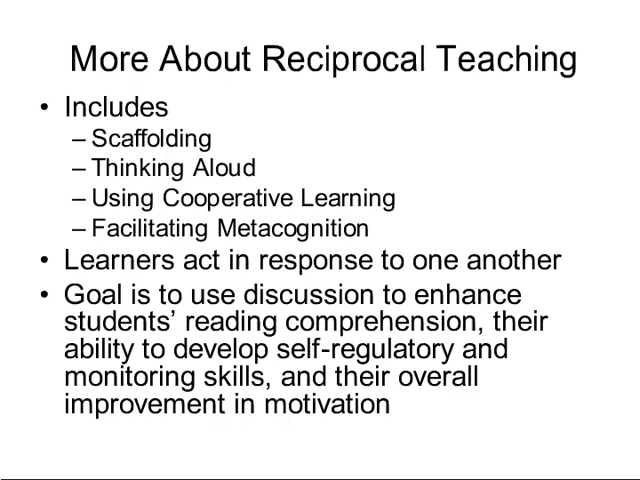 More About Reciprocal Teaching
• Includes
– Scaffolding
– Thinking Aloud
– Using Cooperative Learning
– Facilitating Metacognition
• Learners act in response to one another
• Goal is to use discussion to enhance
students’ reading comprehension, their
ability to develop self-regulatory and
monitoring skills, and their overall
improvement in motivation